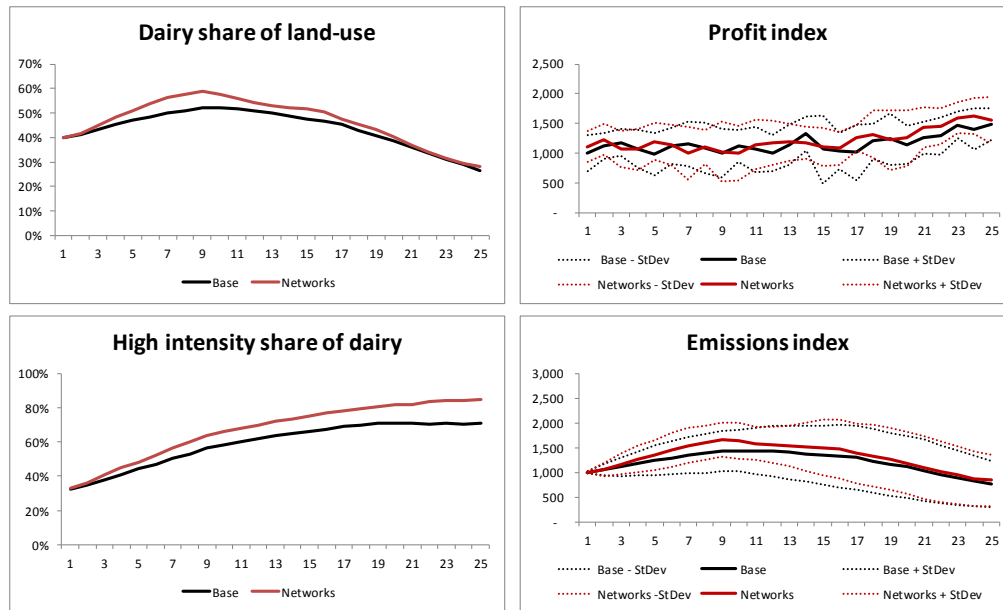 Dairy share of land-use
70%
60%
50%
40%
30%
20%
10%
0%
1 3 5 7 9 11 13 15 17 19 21 23 25
Base Networks
Profit index
2,500
2,000
1,500
1,000
500
-
1 3 5 7 9 11 13 15 17 19 21 23 25
Base - StDev Base Base + StDev
Networks - StDev Networks Networks + StDev
High intensity share of dairy
100%
80%
60%
40%
20%
0%
1 3 5 7 9 11 13 15 17 19 21 23 25
Base Networks
Emissions index
3,000
2,500
2,000
1,500
1,000
500
-
1 3 5 7 9 11 13 15 17 19 21 23 25
Base - StDev Base Base + StDev
Networks -StDev Networks Networks + StDev